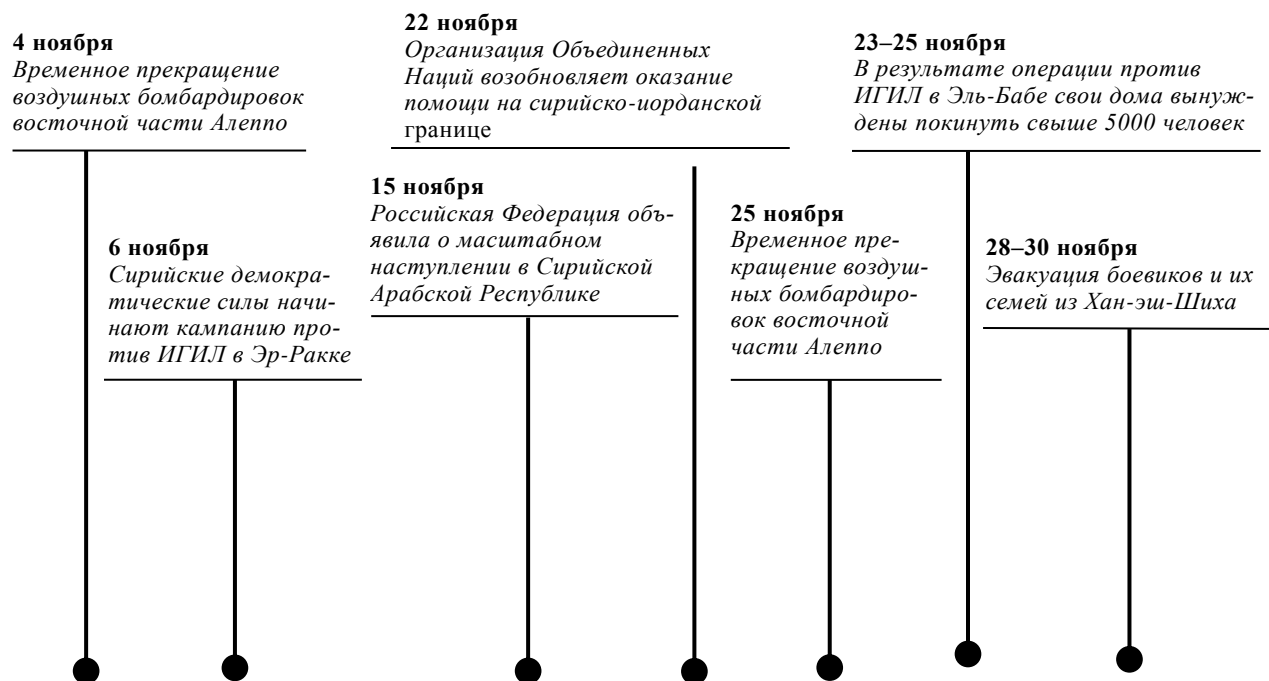 4 ноября
Временное прекращение
воздушных бомбардировок
восточной части Алеппо
6 ноября
Сирийские демокра-
тические силы начи-
нают кампанию про-
тив ИГИЛ в Эр-Ракке
15 ноября
Российская Федерация объ-
явила о масштабном
наступлении в Сирийской
Арабской Республике
22 ноября
Организация Объединенных
Наций возобновляет оказание
помощи на сирийско-иорданской
границе
25 ноября
Временное пре-
кращение воздуш-
ных бомбардиро-
вок восточной
части Алеппо
23–25 ноября
В результате операции против
ИГИЛ в Эль-Бабе свои дома вынуж-
дены покинуть свыше 5000 человек
28–30 ноября
Эвакуация боевиков и их
семей из Хан-эш-Шиха